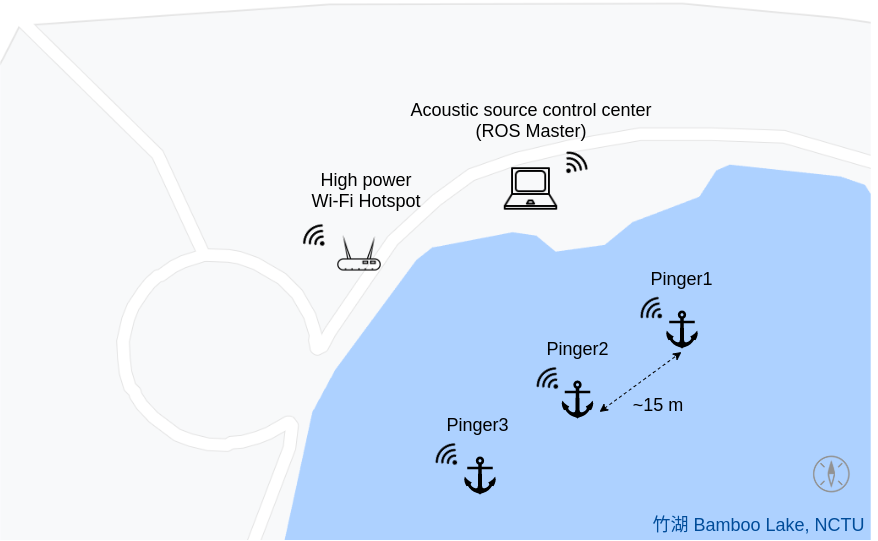 Acoustic source control center
(ROS Master)
High power
Wi-Fi Hotspot
Pinger1
Pinger2
~15 m
Pinger3
竹湖 Bamboo Lake, NCTU